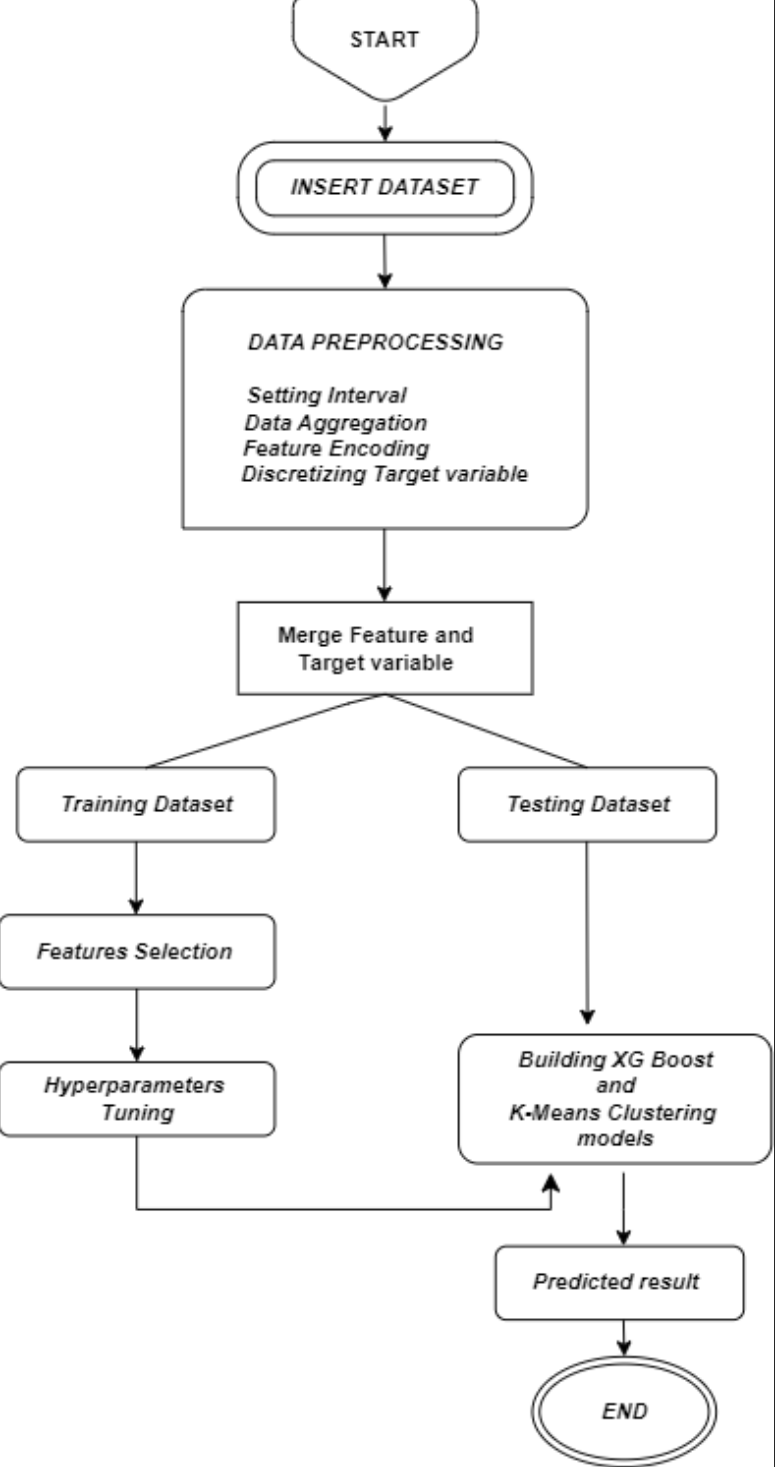 START
INSERT DATASET
DATA PREPROCESSING
Setting Interval
Data Aggregation
Feature Encoding
Discretizing Target variable
Merge Feature and
Target variable
Training Dataset
Testing Dataset
Features Selection
Hyperparameters
Tuning
Building XG Boost
and
K-Means Clustering
models
Predicted result
END